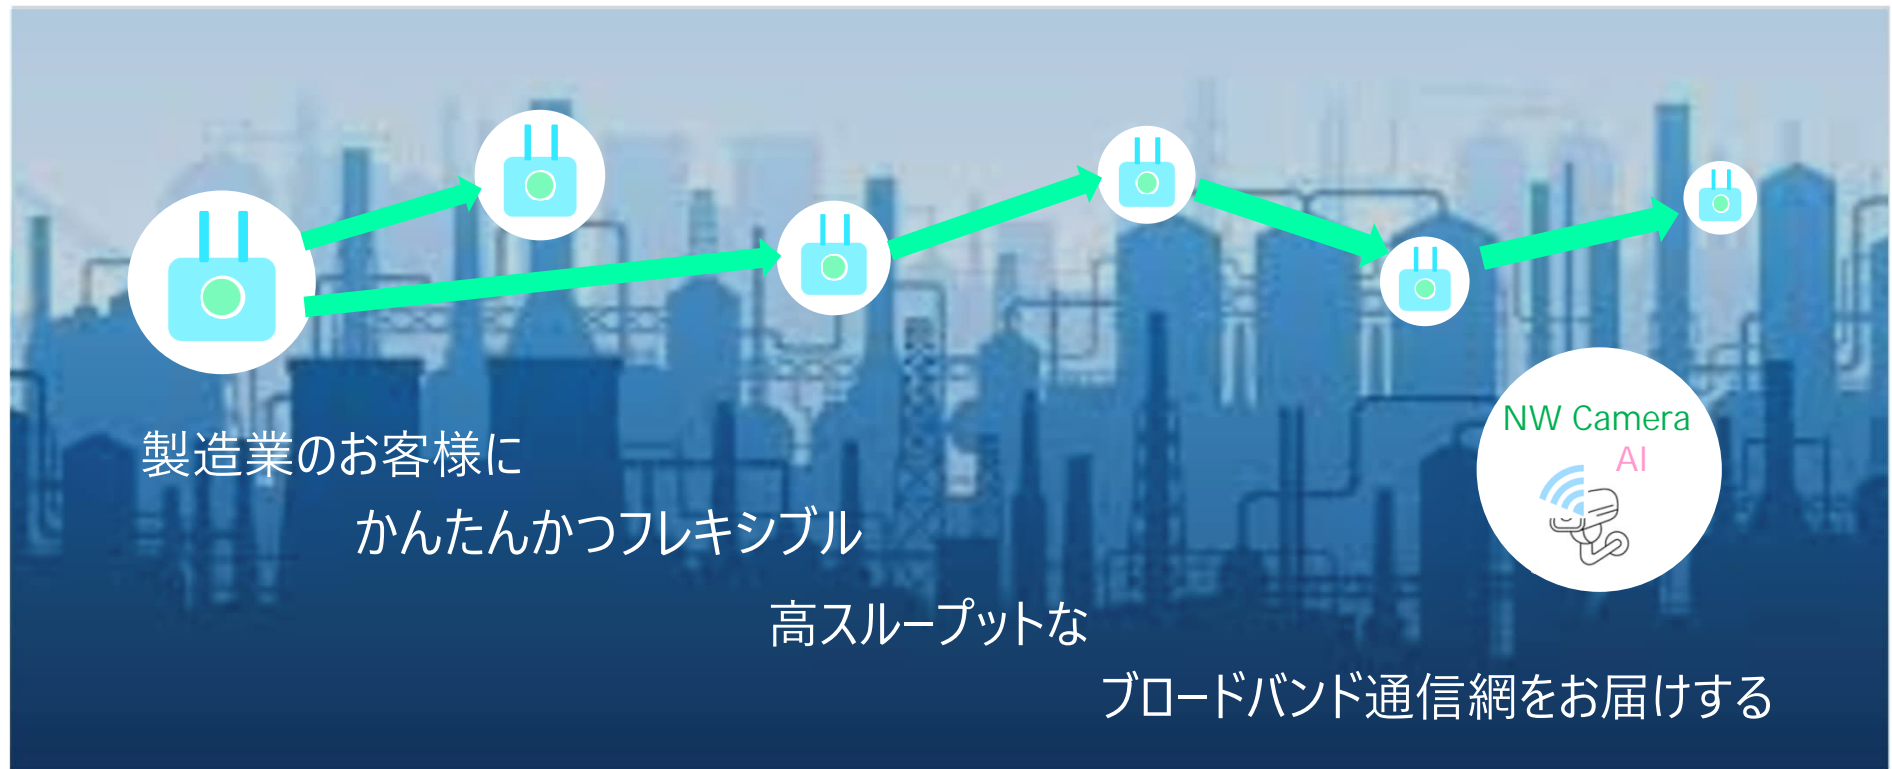 製造業のお客様に
かんたんかつフレキシブル
高スループットな
ブロードバンド通信網をお届けする
NW Camera
AI